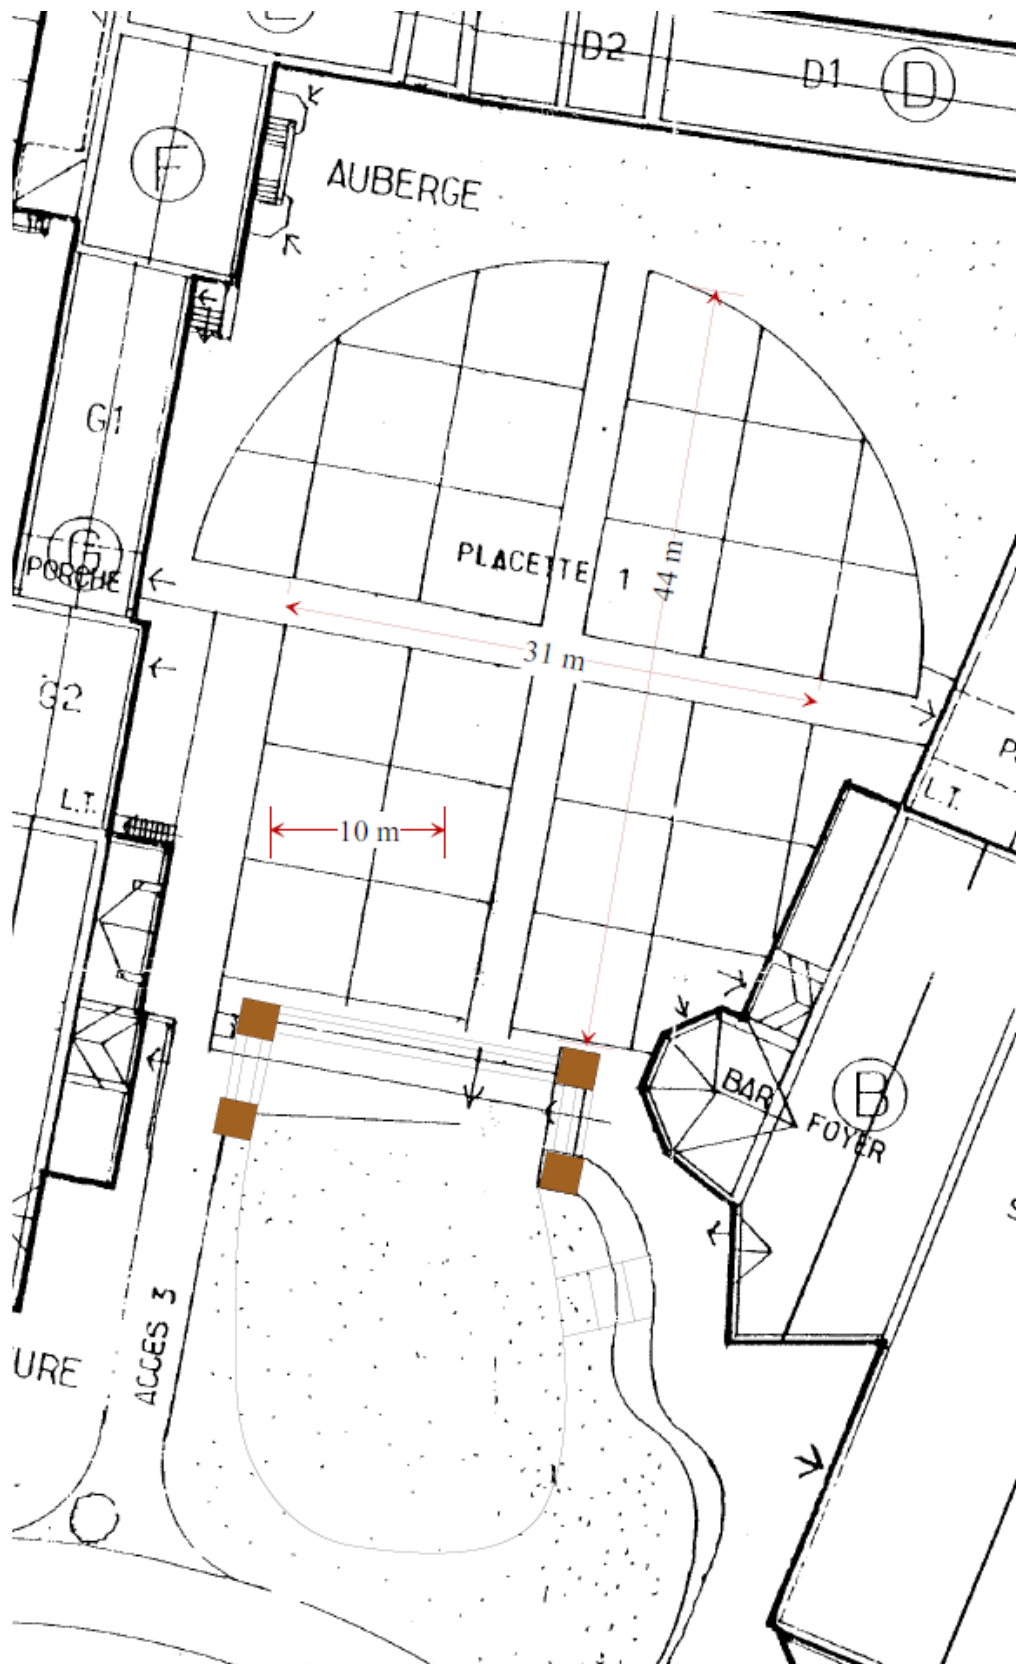 D2
D1
D
F
AUBERGE
G1
G
PORCHE
PLACETTE 1
44 m
31 m
G2
L.T.
L.T.
10 m
BAR
FOYER
B
ACCES 3
URE